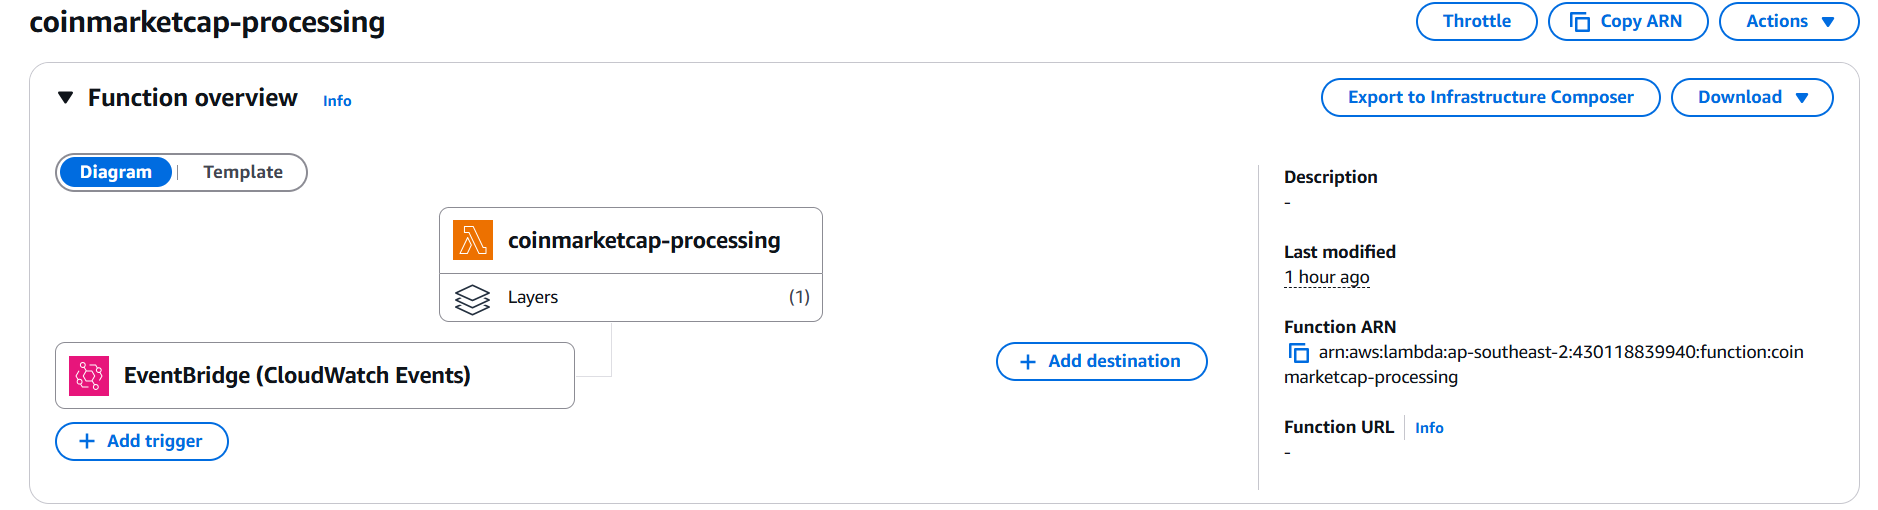 coinmarketcap-processing
Throttle
Copy ARN
Actions
Function overview
Info
Export to Infrastructure Composer
Download
Diagram
Template
coinmarketcap-processing
Layers
(1)
EventBridge (CloudWatch Events)
Add trigger
Add destination
Description
-
Last modified
1 hour ago
Function ARN
arn:aws:lambda:ap-southeast-2:430118839940:function:coin
marketcap-processing
Function URL
Info
-